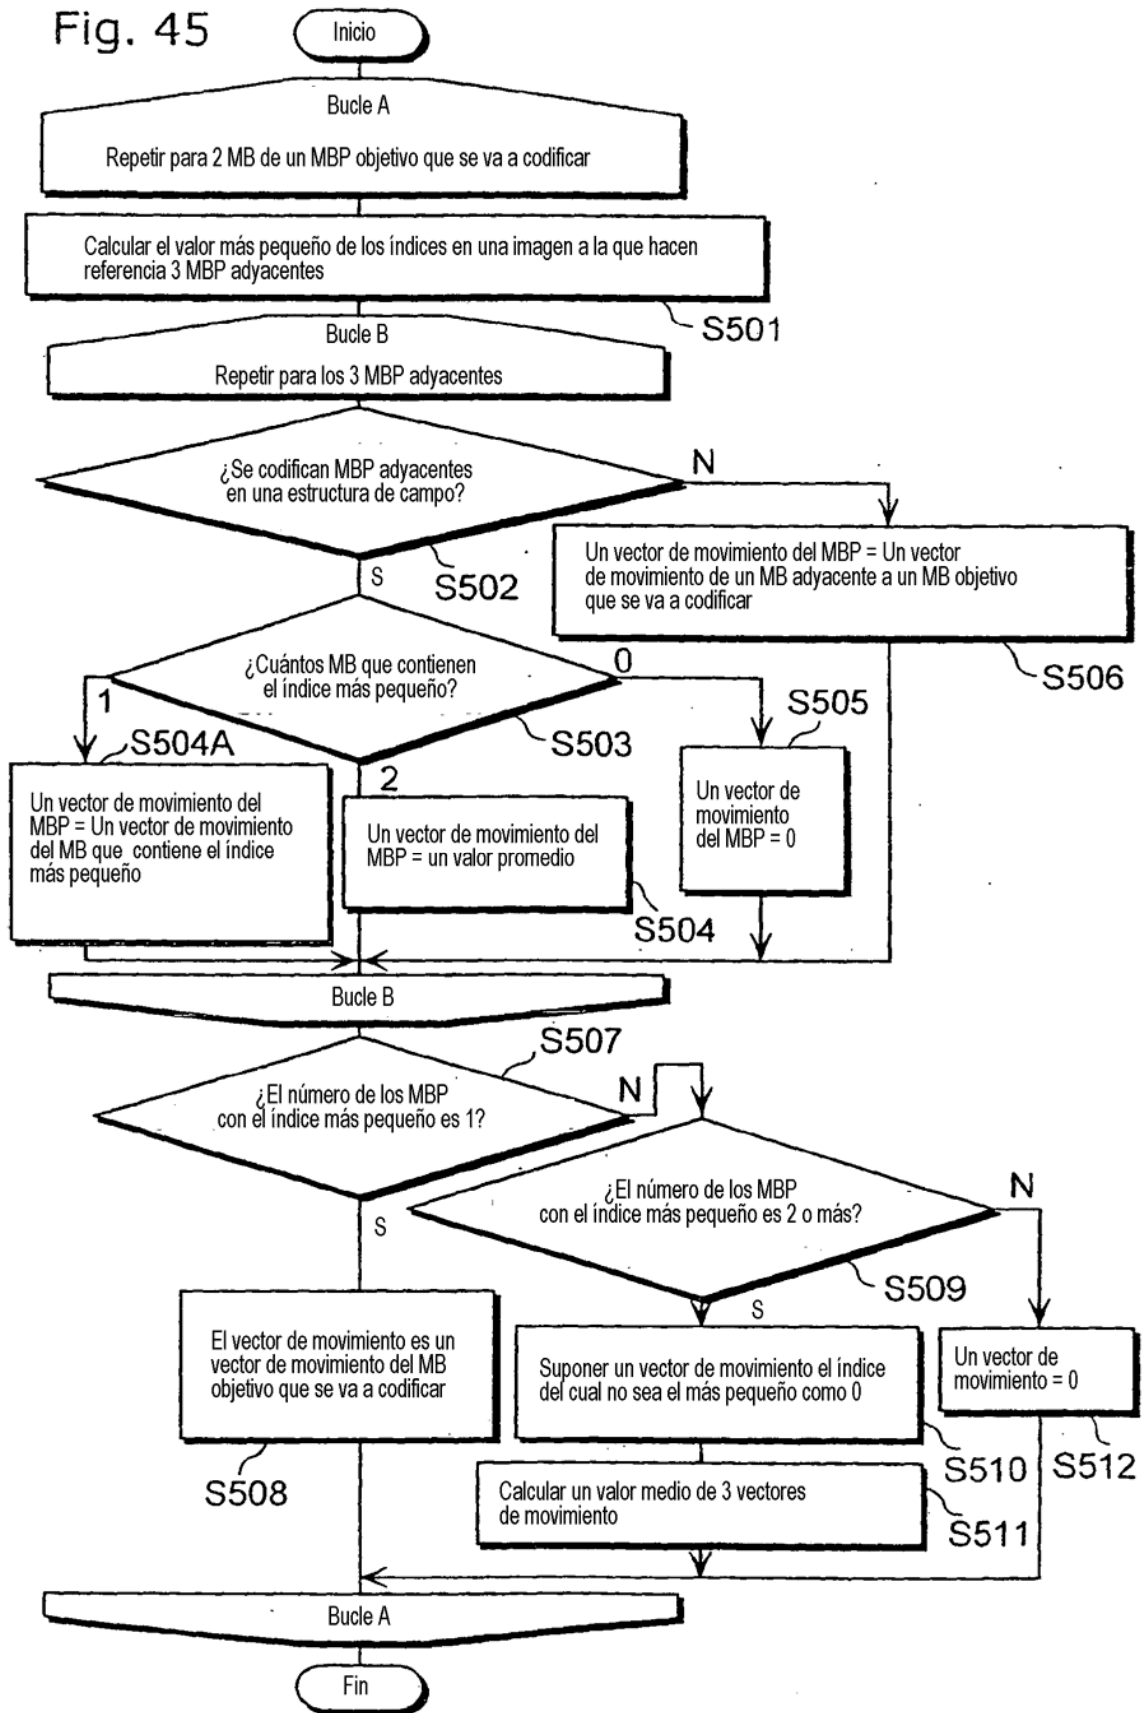 Fig. 45
Inicio
Bucle A
Repetir para 2 MB de un MBP objetivo que se va a codificar
Calcular el valor más pequeño de los índices en una imagen a la que hacen
referencia 3 MBP adyacentes
S501
Bucle B
Repetir para los 3 MBP adyacentes
¿Se codifican MBP adyacentes
en una estructura de campo?
N
S
S502
Un vector de movimiento del MBP = Un vector
de movimiento de un MB adyacente a un MB objetivo
que se va a codificar
S506
¿Cuántos MB que contienen
el índice más pequeño?
0
1
2
S503
S505
S504A
Un vector de movimiento del
MBP = Un vector de movimiento
del MB que contiene el índice
más pequeño
Un vector de movimiento del
MBP = un valor promedio
S504
Un vector de
movimiento
del MBP = 0
Bucle B
S507
¿El número de los MBP
con el índice más pequeño es 1?
N
S
¿El número de los MBP
con el índice más pequeño es 2 o más?
N
S
S509
El vector de movimiento es un
vector de movimiento del MB
objetivo que se va a codificar
S508
Suponer un vector de movimiento el índice
del cual no sea el más pequeño como 0
S510
Un vector de
movimiento = 0
S512
Calcular un valor medio de 3 vectores
de movimiento
S511
Bucle A
Fin